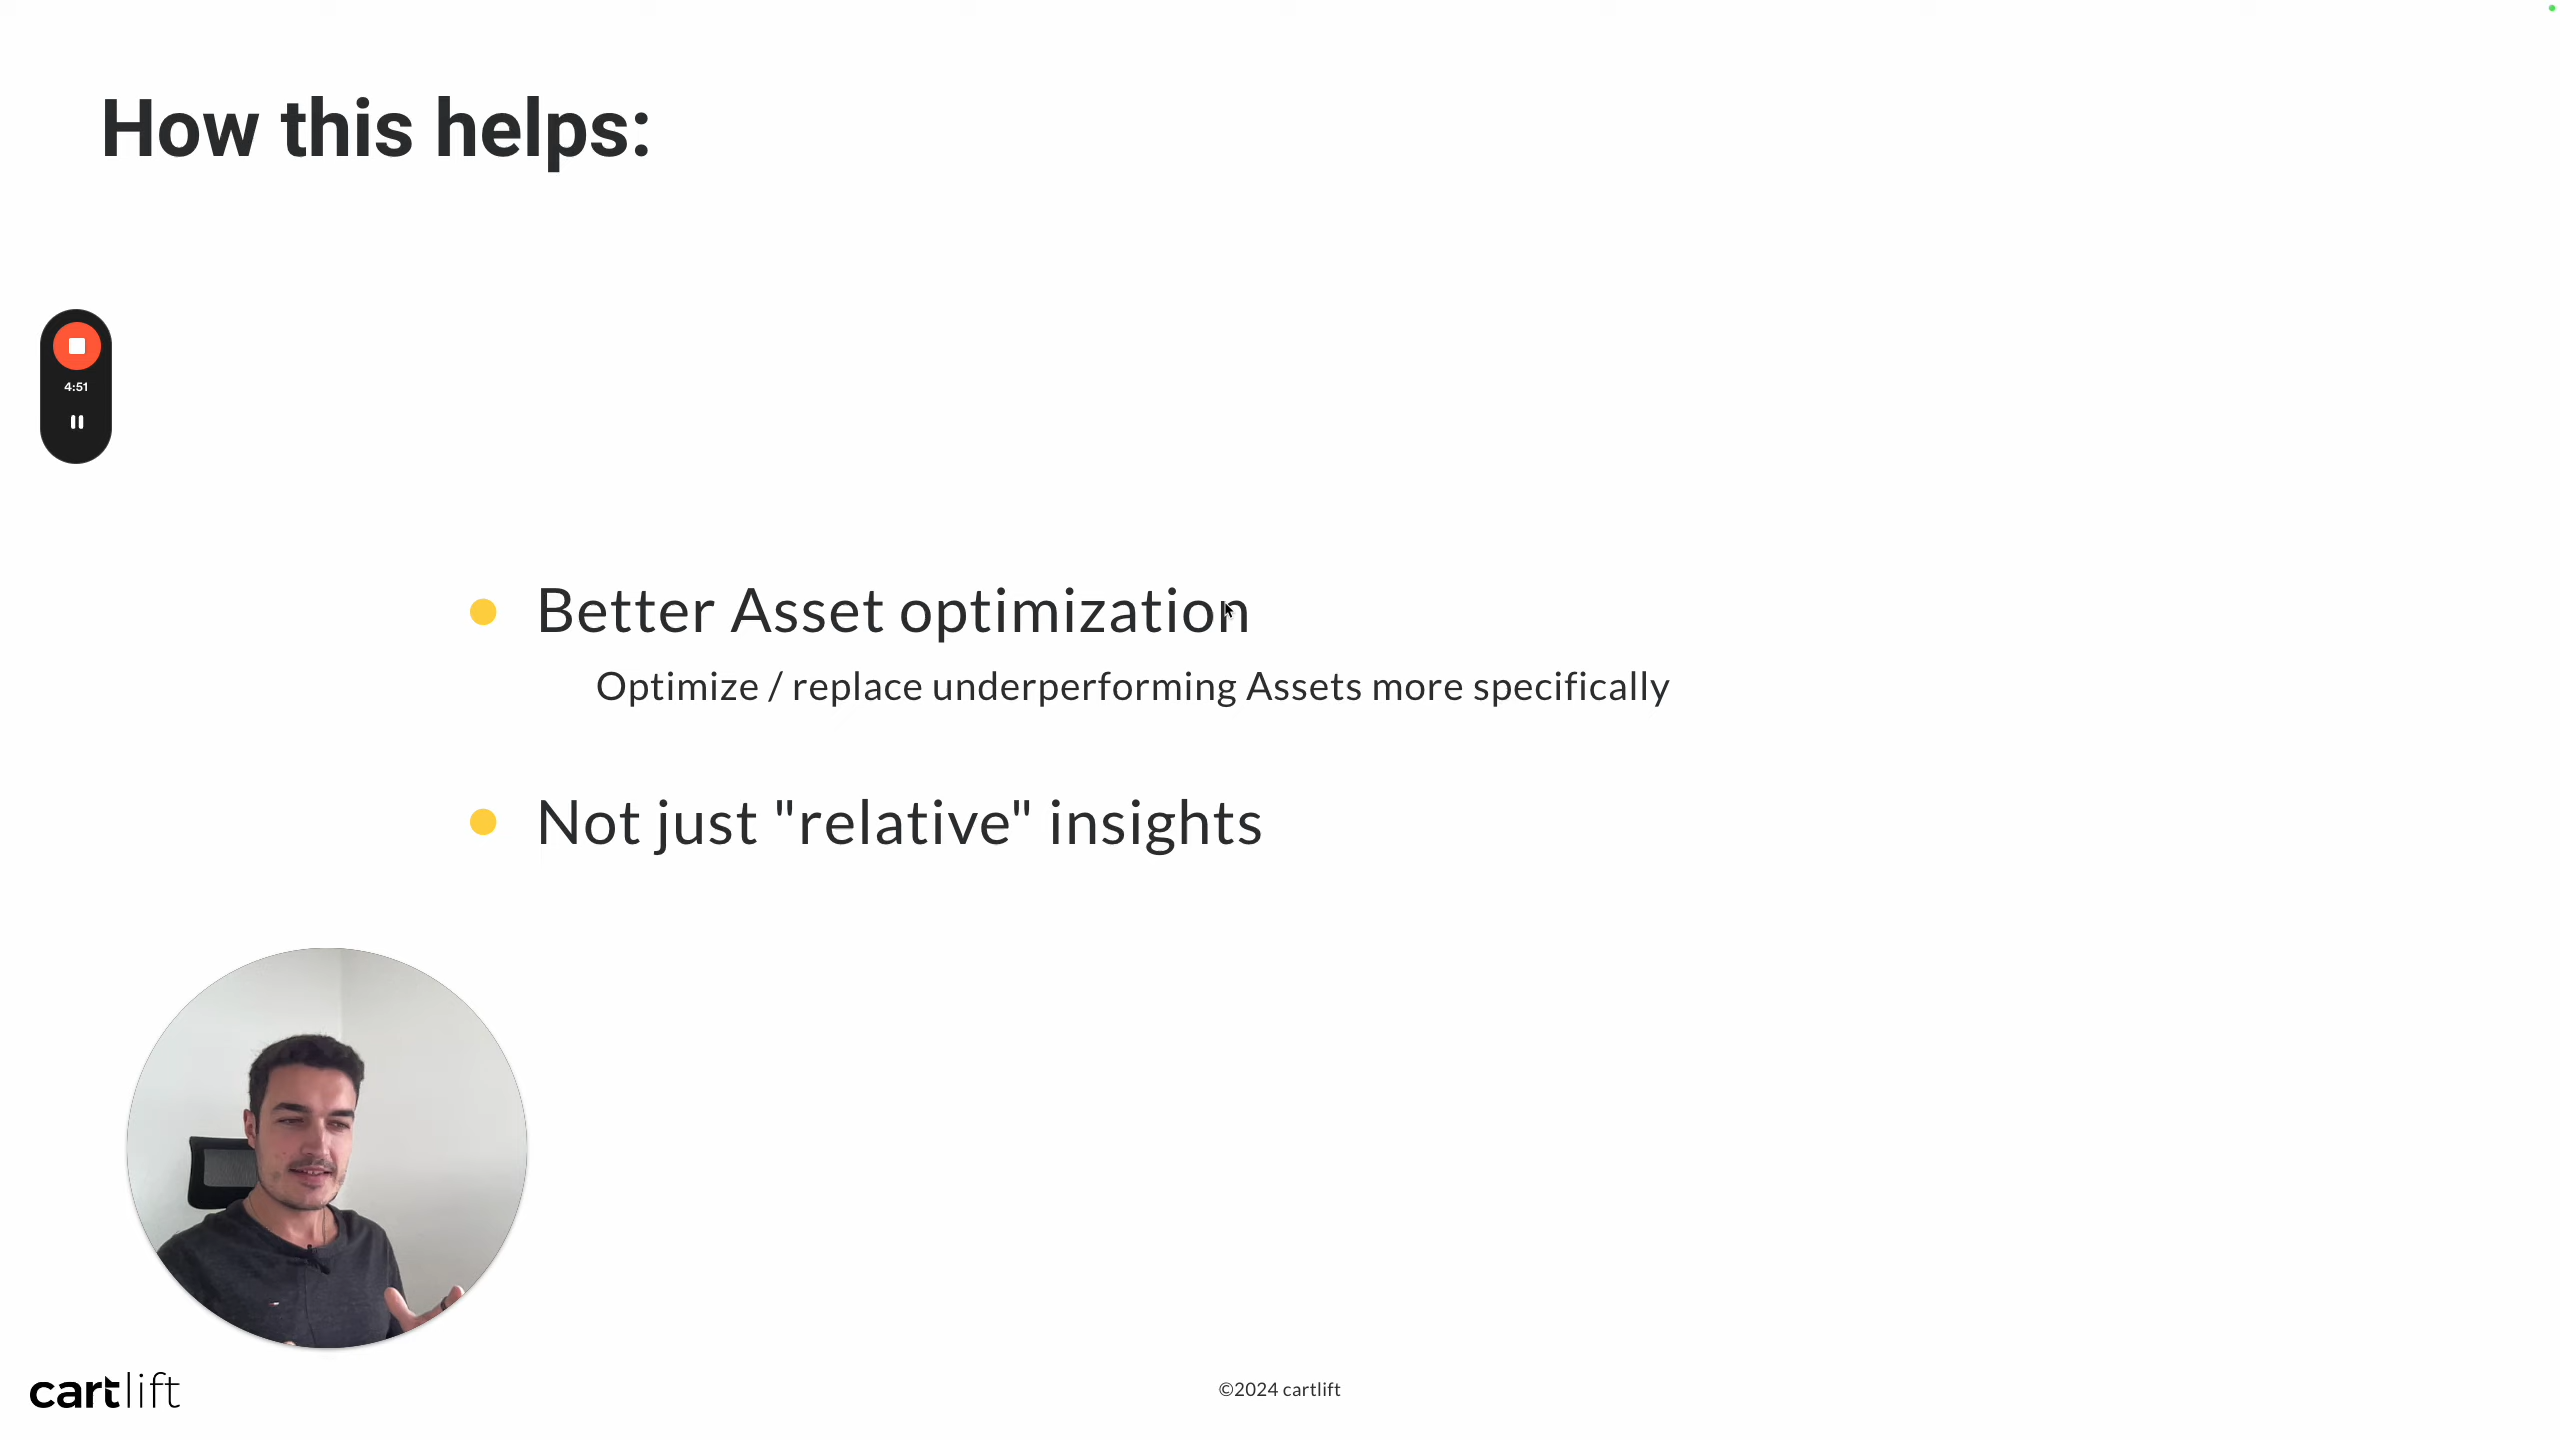 How this helps:
4:51
Better Asset optimization
Optimize / replace underperforming Assets more specifically
Not just "relative" insights
cartlift
©2024 cartlift